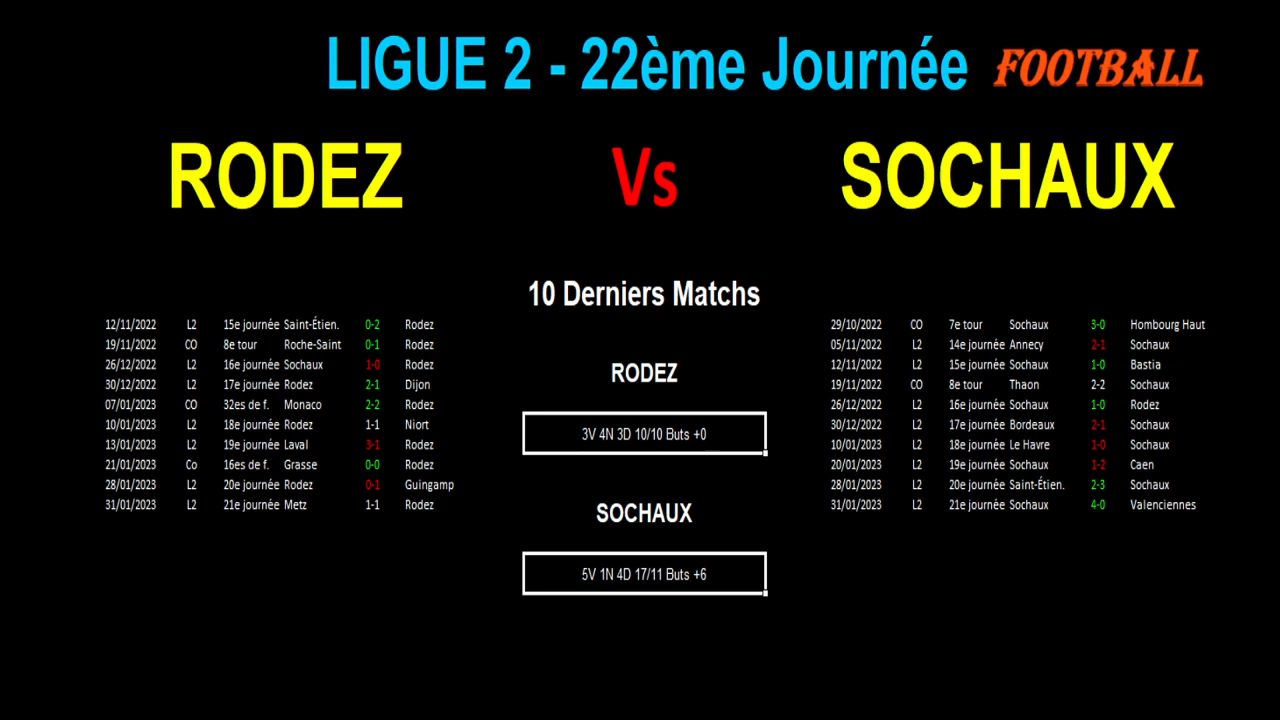 LIGUE 2 - 22ème Journée FOOTBALL
RODEZ Vs SOCHAUX
10 Derniers Matchs
12/11/2022 L2 15e journée Saint-Étien. 0-2 Rodez
19/11/2022 CO 8e tour Roche-Saint 0-1 Rodez
26/12/2022 L2 16e journée Sochaux 1-0 Rodez
30/12/2022 L2 17e journée Rodez 2-1 Dijon
07/01/2023 CO 32es de f. Monaco 2-2 Rodez
10/01/2023 L2 18e journée Rodez 1-1 Niort
13/01/2023 L2 19e journée Laval 3-1 Rodez
21/01/2023 Co 16es de f. Grasse 0-0 Rodez
28/01/2023 L2 20e journée Rodez 0-1 Guingamp
31/01/2023 L2 21e journée Metz 1-1 Rodez
RODEZ
3V 4N 3D 10/10 Buts +0
SOCHAUX
5V 1N 4D 17/11 Buts +6
29/10/2022 CO 7e tour Sochaux 3-0 Hombourg Haut
05/11/2022 L2 14e journée Annecy 2-1 Sochaux
12/11/2022 L2 15e journée Sochaux 1-0 Bastia
19/11/2022 CO 8e tour Thaon 2-2 Sochaux
26/12/2022 L2 16e journée Sochaux 1-0 Rodez
30/12/2022 L2 17e journée Bordeaux 2-1 Sochaux
10/01/2023 L2 18e journée Le Havre 1-0 Sochaux
20/01/2023 L2 19e journée Sochaux 1-2 Caen
28/01/2023 L2 20e journée Saint-Étien. 2-3 Sochaux
31/01/2023 L2 21e journée Sochaux 4-0 Valenciennes